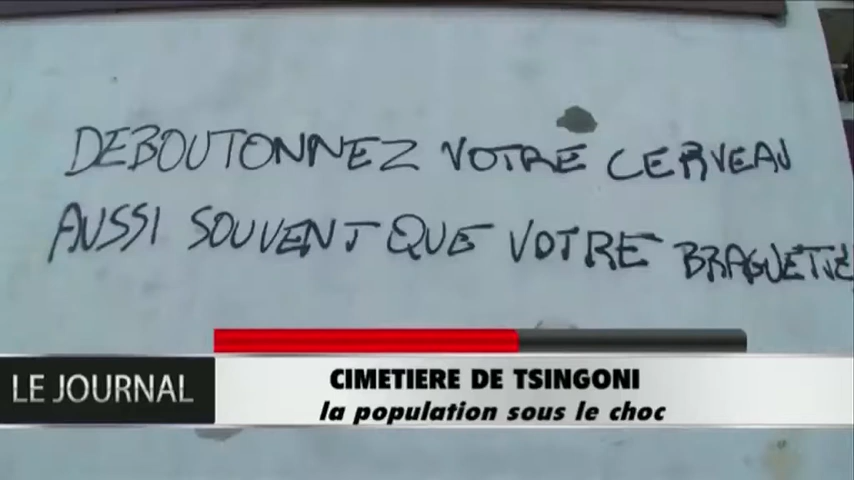 DEBOUTONNEZ VOTRE CERVEAU
AUSSI SOUVENT QUE VOTRE BRAGUETTE
LE JOURNAL
CIMETIERE DE TSINGONI
la population sous le choc